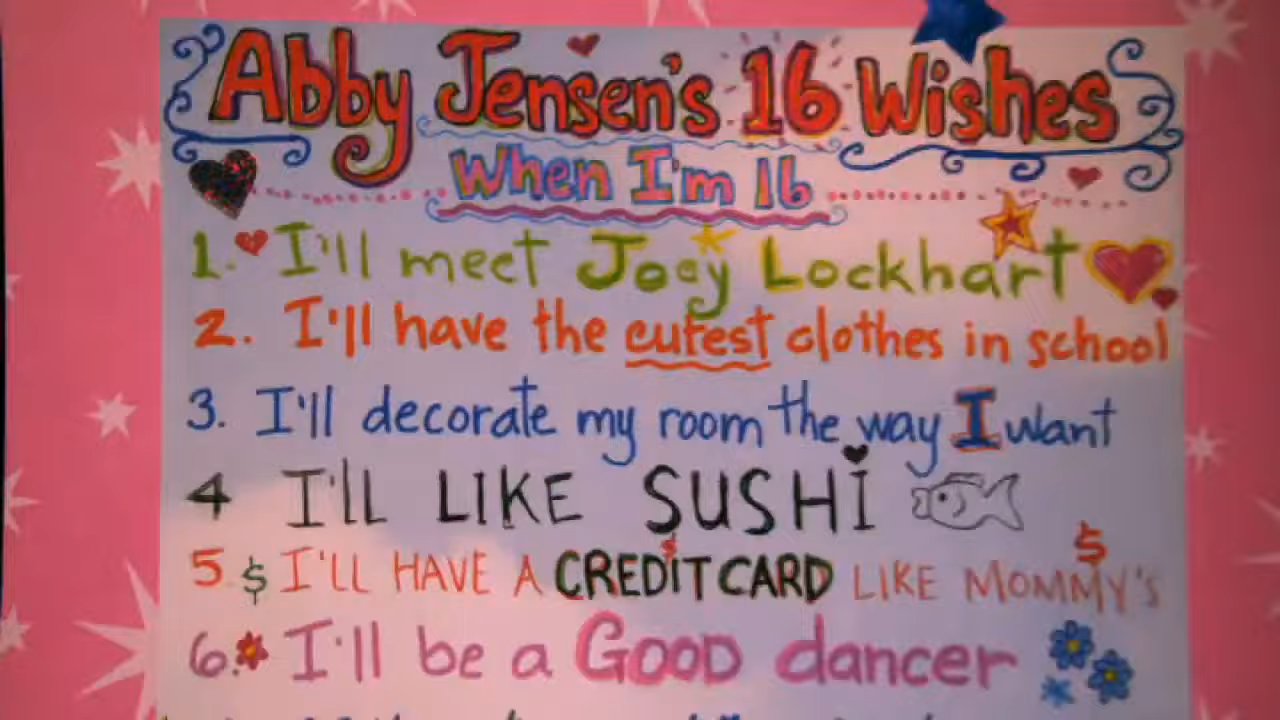 Abby Jensen's 16 Wishes
When I'm 16
1. I'll meet Joey Lockhart
2. I'll have the cutest clothes in school
3. I'll decorate my room the way I want
4 I'LL LIKE SUSHi
5 $ I'LL HAVE A CREDIT CARD LIKE MOMMY'S $
6. I'll be a GOOD dancer